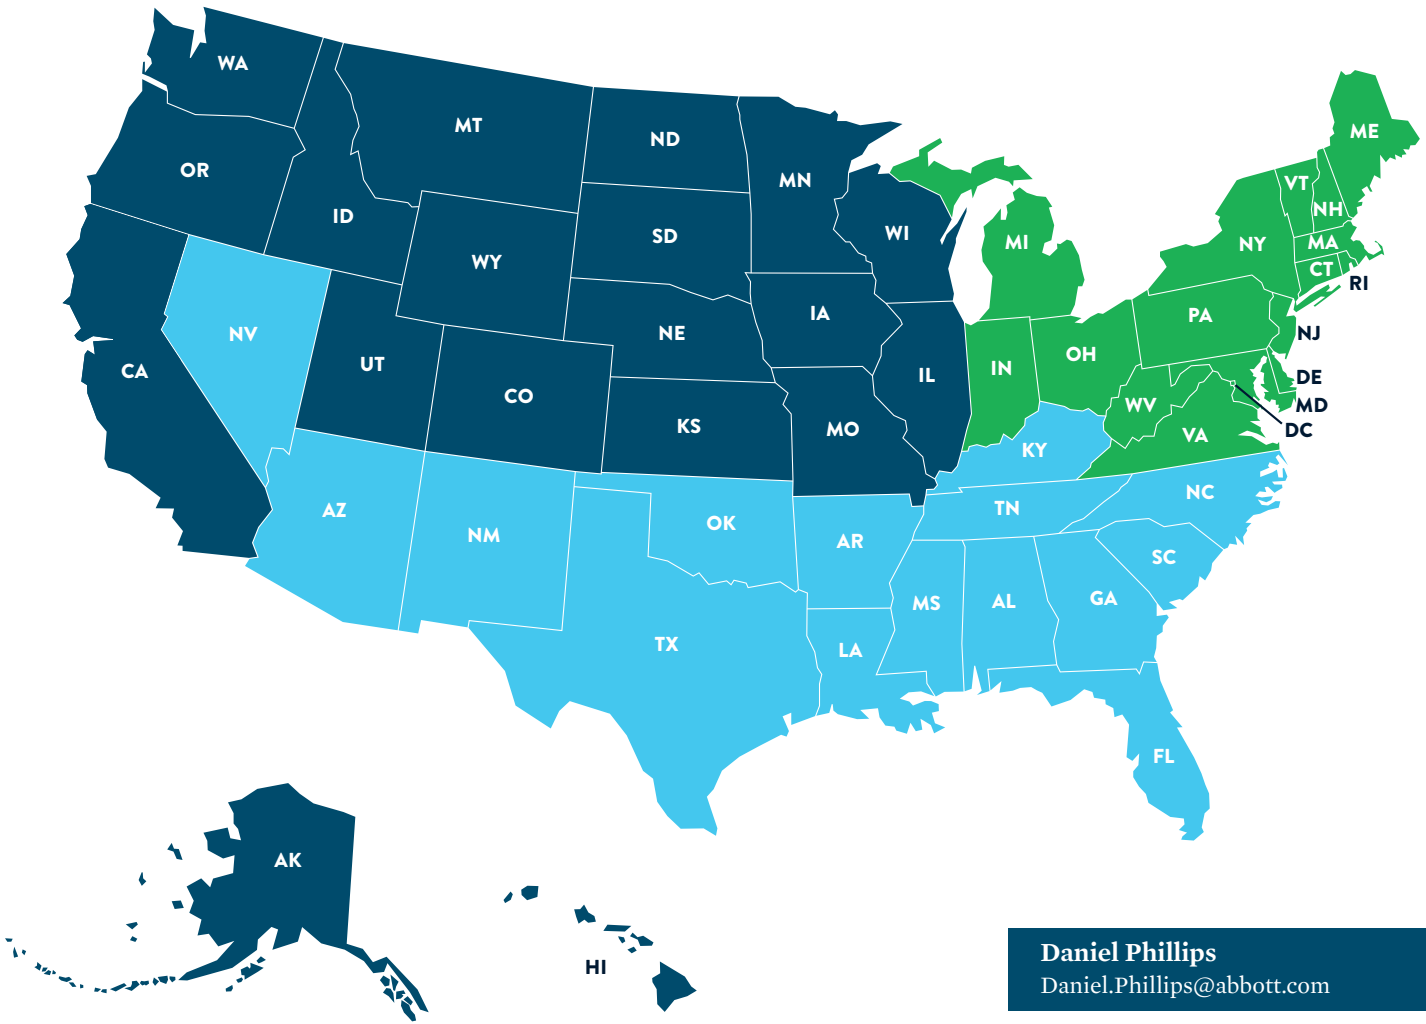 WA
MT
ND
MN
OR
ID
SD
WI
WY
MI
ME
VT
NH
NY
MA
CT
RI
NV
NE
IA
PA
NJ
CA
UT
CO
IL
IN
OH
DE
KS
MO
WV
MD
DC
VA
KY
AZ
NM
OK
AR
TN
NC
SC
MS
AL
GA
TX
LA
FL
AK
HI
Daniel Phillips
Daniel.Phillips@abbott.com